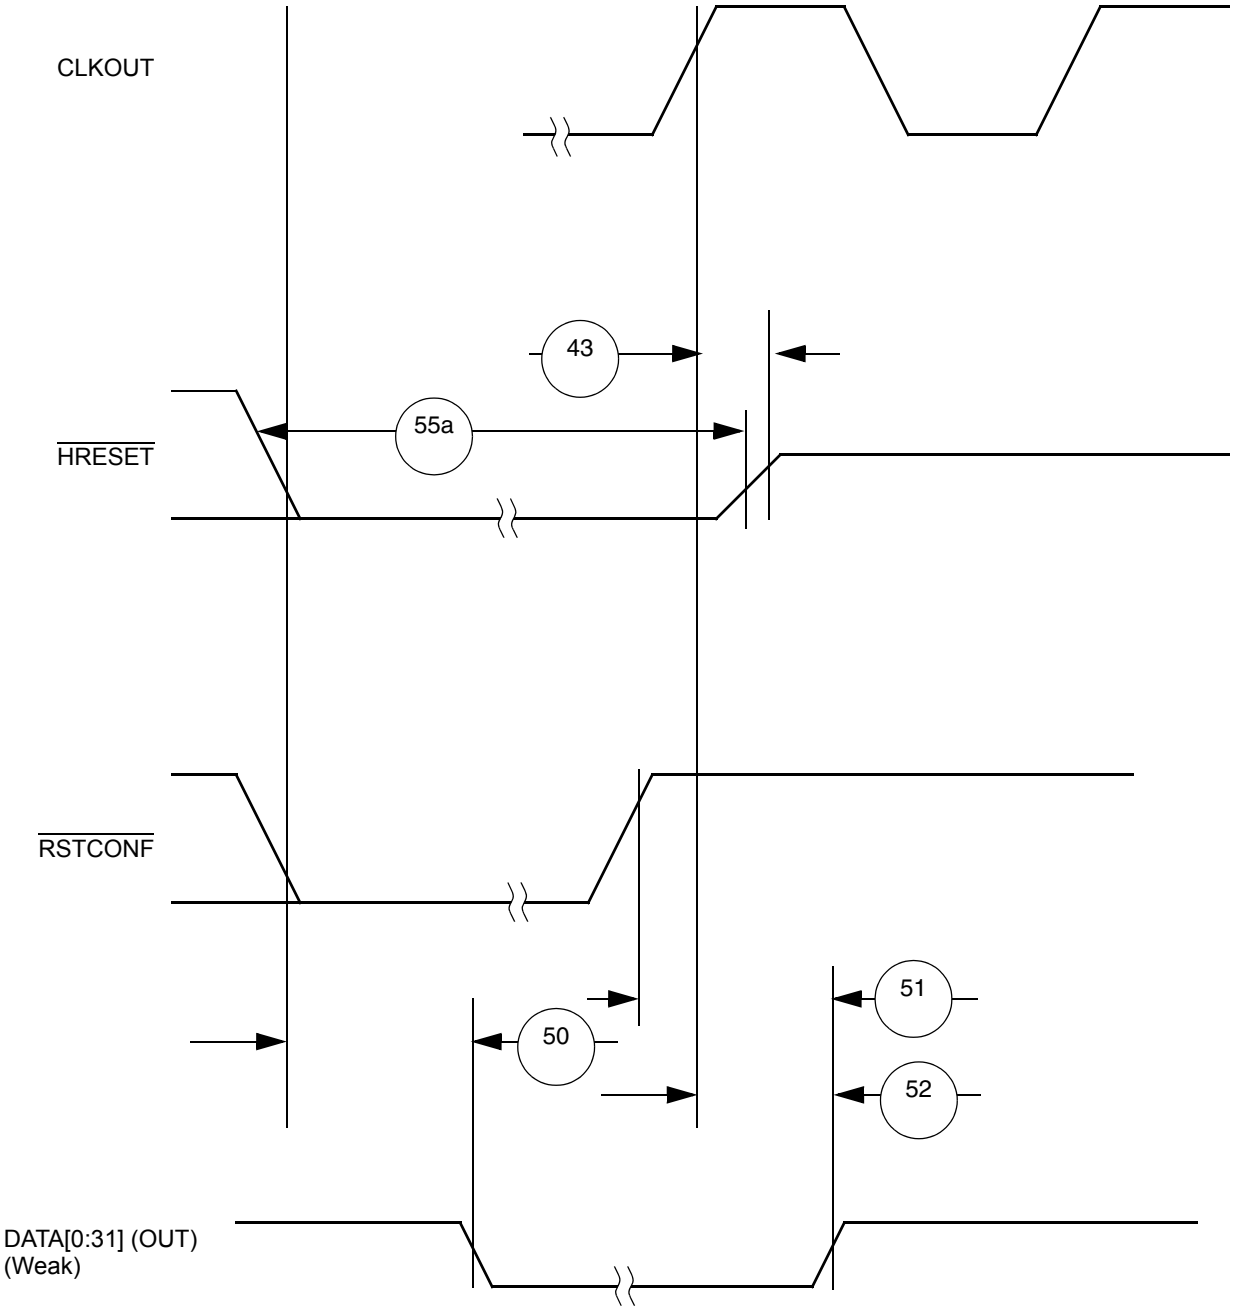 CLKOUT
43
55a
HRESET
RSTCONF
51
50
52
DATA[0:31] (OUT)
(Weak)